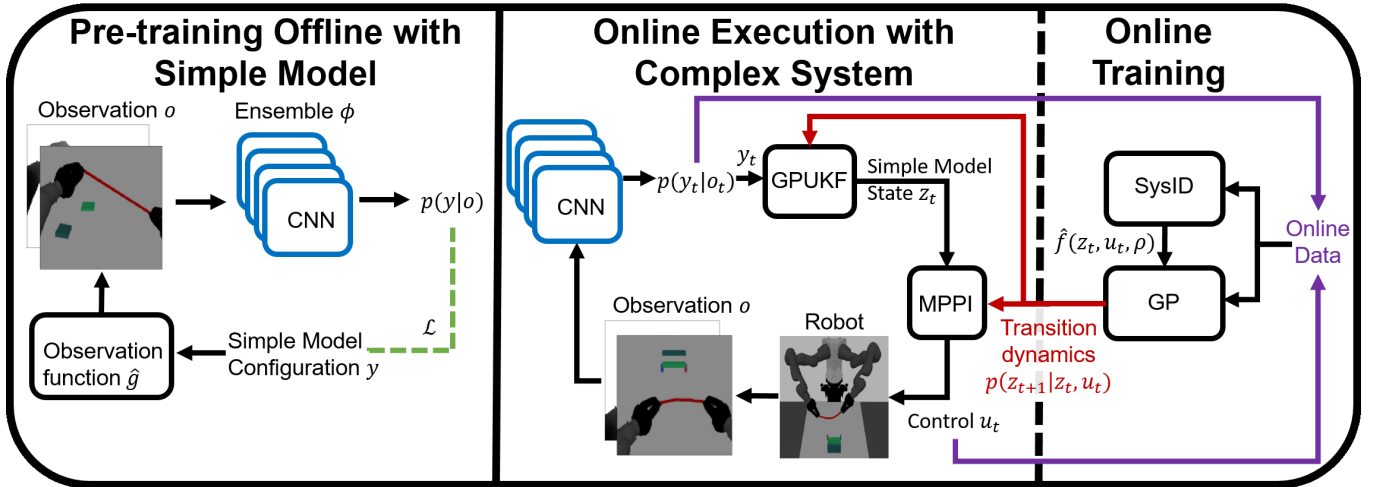 Pre-training Offline with
Simple Model
Observation o
Ensemble ϕ
CNN
p(y|o)
ℒ
Observation
function ĝ
Simple Model
Configuration y
Online Execution with
Complex System
CNN
p(y_t|o_t)
y_t
GPUKF
Simple Model
State z_t
MPPI
Observation o
Robot
Control u_t
Transition
dynamics
p(z_{t+1}|z_t, u_t)
Online
Training
SysID
f̂(z_t, u_t, ρ)
GP
Online
Data